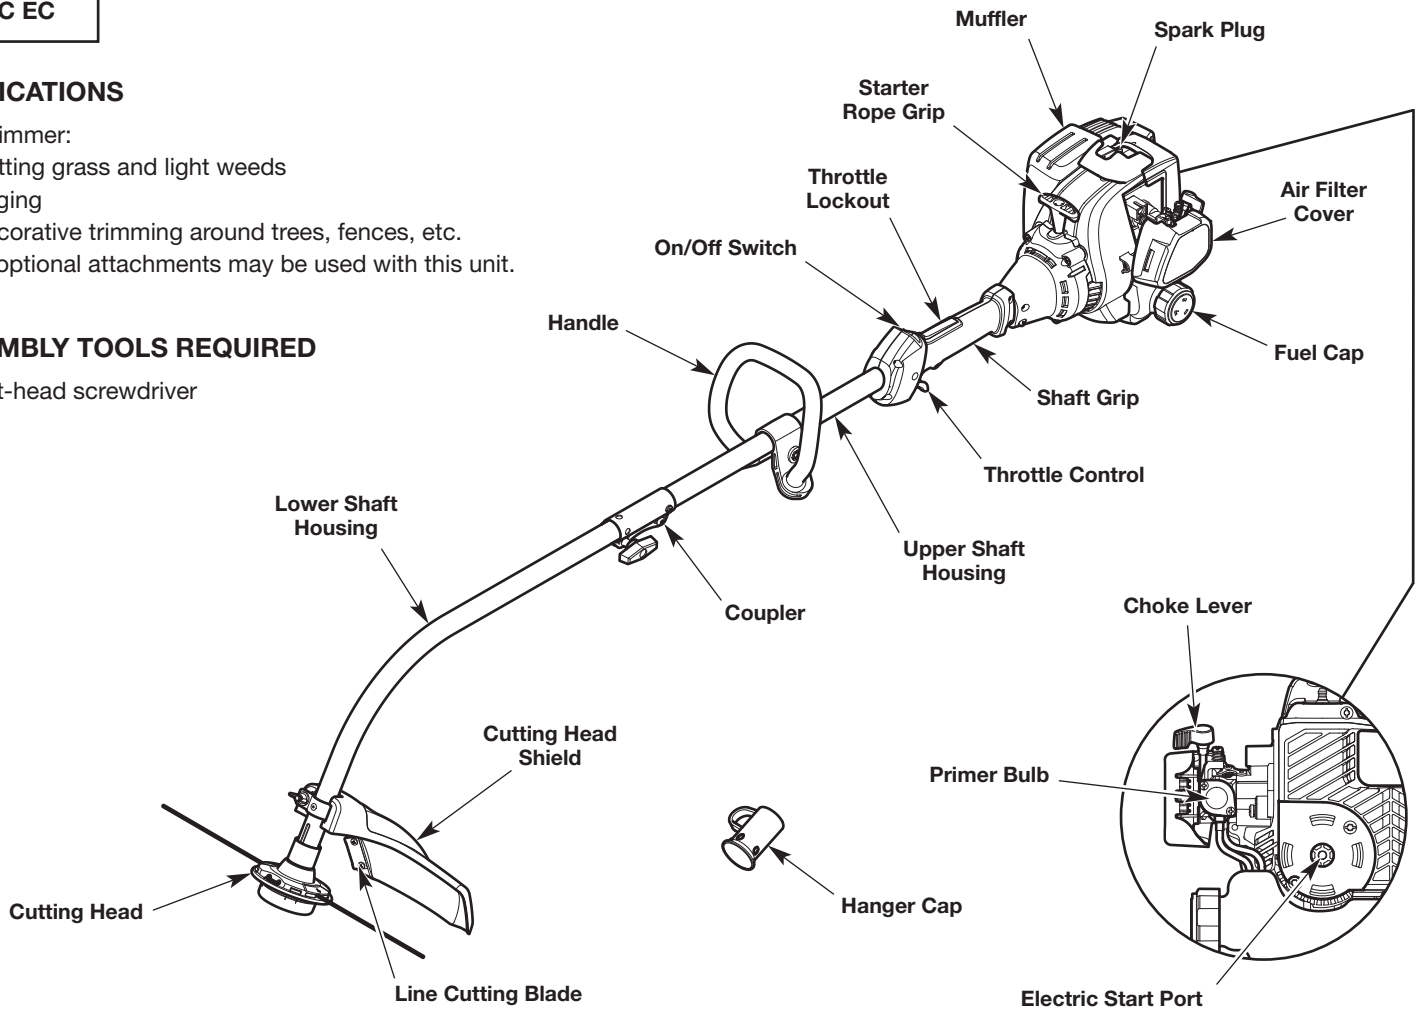 C EC
ICATIONS
immer:
tting grass and light weeds
ging
corative trimming around trees, fences, etc.
optional attachments may be used with this unit.
MBLY TOOLS REQUIRED
t-head screwdriver
Muffler
Spark Plug
Starter
Rope Grip
Throttle
Lockout
Air Filter
Cover
On/Off Switch
Handle
Fuel Cap
Shaft Grip
Throttle Control
Lower Shaft
Housing
Upper Shaft
Housing
Coupler
Choke Lever
Cutting Head
Shield
Primer Bulb
Cutting Head
Hanger Cap
Line Cutting Blade
Electric Start Port